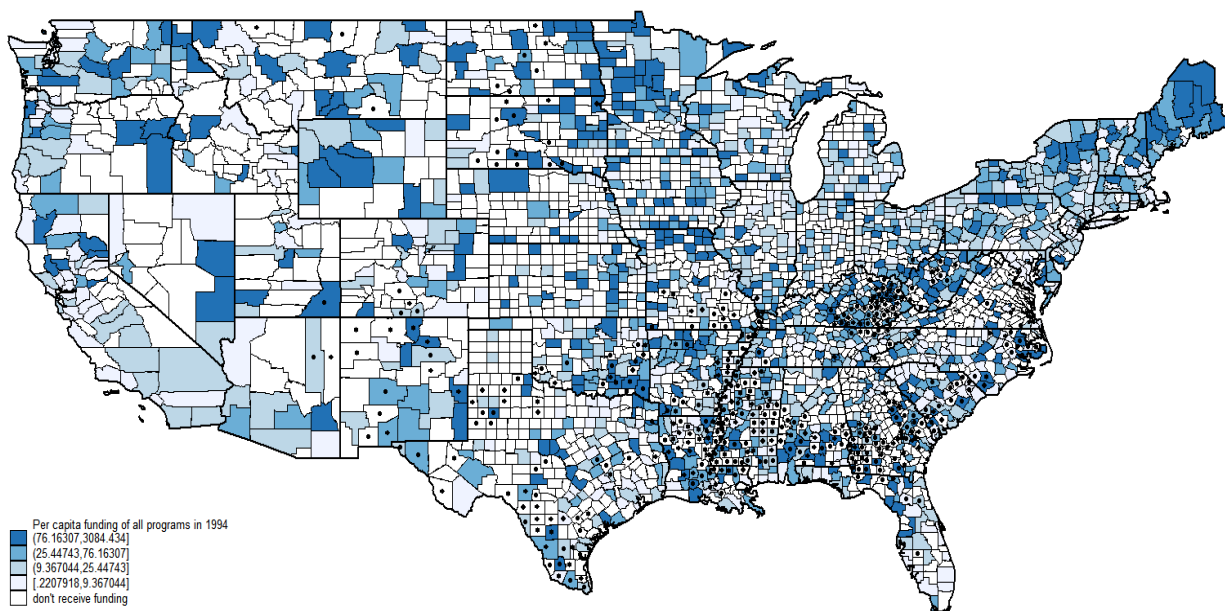 Per capita funding of all programs in 1994
(76.16307,3084.434]
(25.44743,76.16307]
(9.367044,25.44743]
[.2207918,9.367044]
don't receive funding